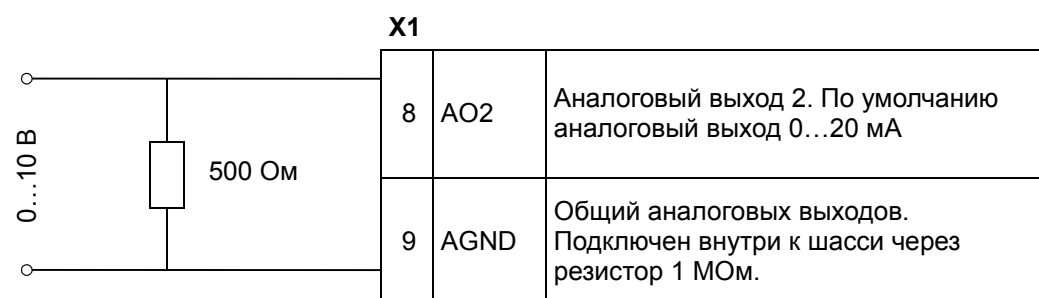 X1
0…10 В
500 Ом
8 AO2 Аналоговый выход 2. По умолчанию
аналоговый выход 0…20 мА
9 AGND Общий аналоговых выходов.
Подключен внутри к шасси через
резистор 1 МОм.